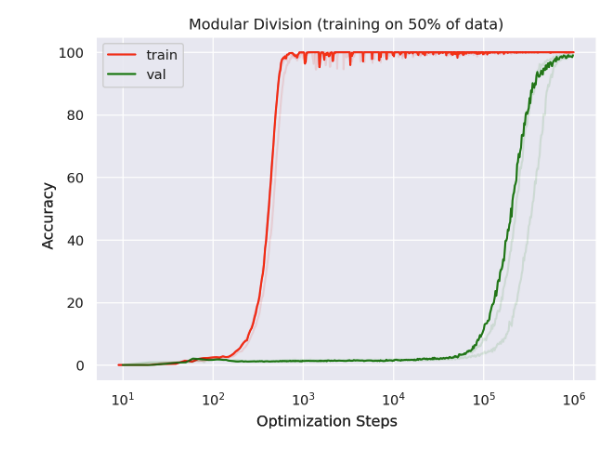 Modular Division (training on 50% of data)
train
val
100
80
60
40
20
0
Accuracy
10¹
10²
10³
10⁴
10⁵
10⁶
Optimization Steps